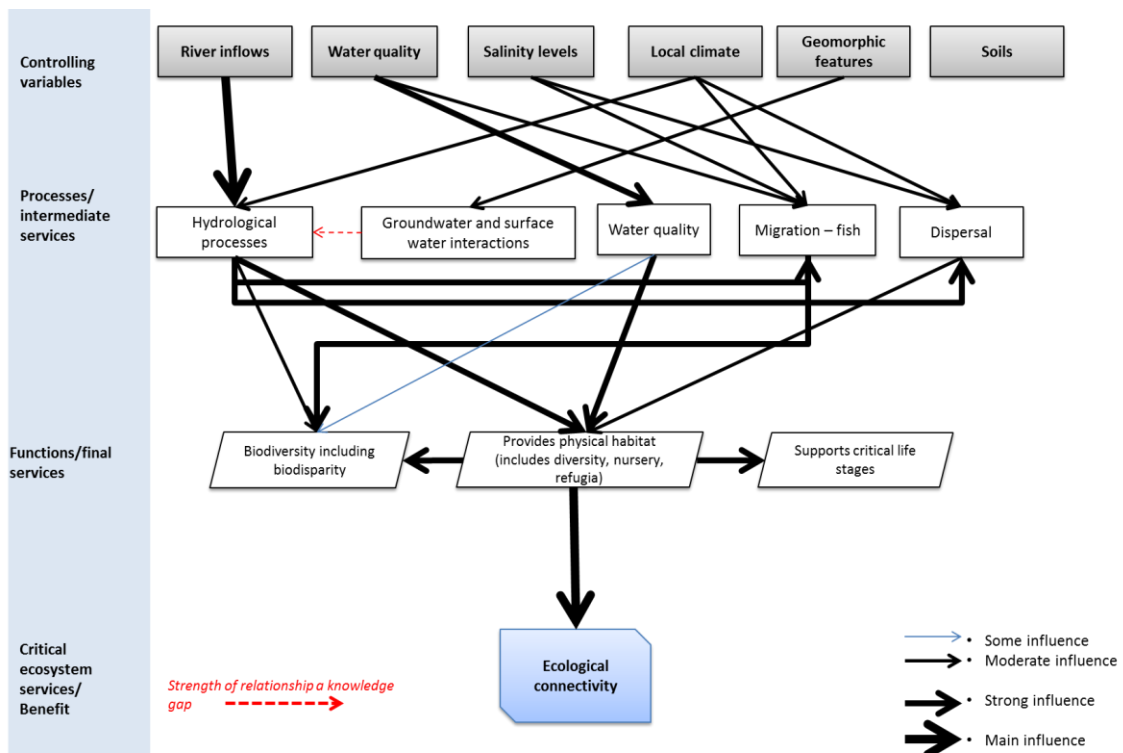 Controlling
variables
River inflows
Water quality
Salinity levels
Local climate
Geomorphic
features
Soils
Processes/
intermediate
services
Hydrological
processes
Groundwater and surface
water interactions
Water quality
Migration – fish
Dispersal
Functions/final
services
Biodiversity including
biodisparity
Provides physical habitat
(includes diversity, nursery,
refugia)
Supports critical life
stages
Critical
ecosystem
services/
Benefit
Strength of relationship a knowledge
gap
Ecological
connectivity
• Some influence
• Moderate influence
• Strong influence
• Main influence